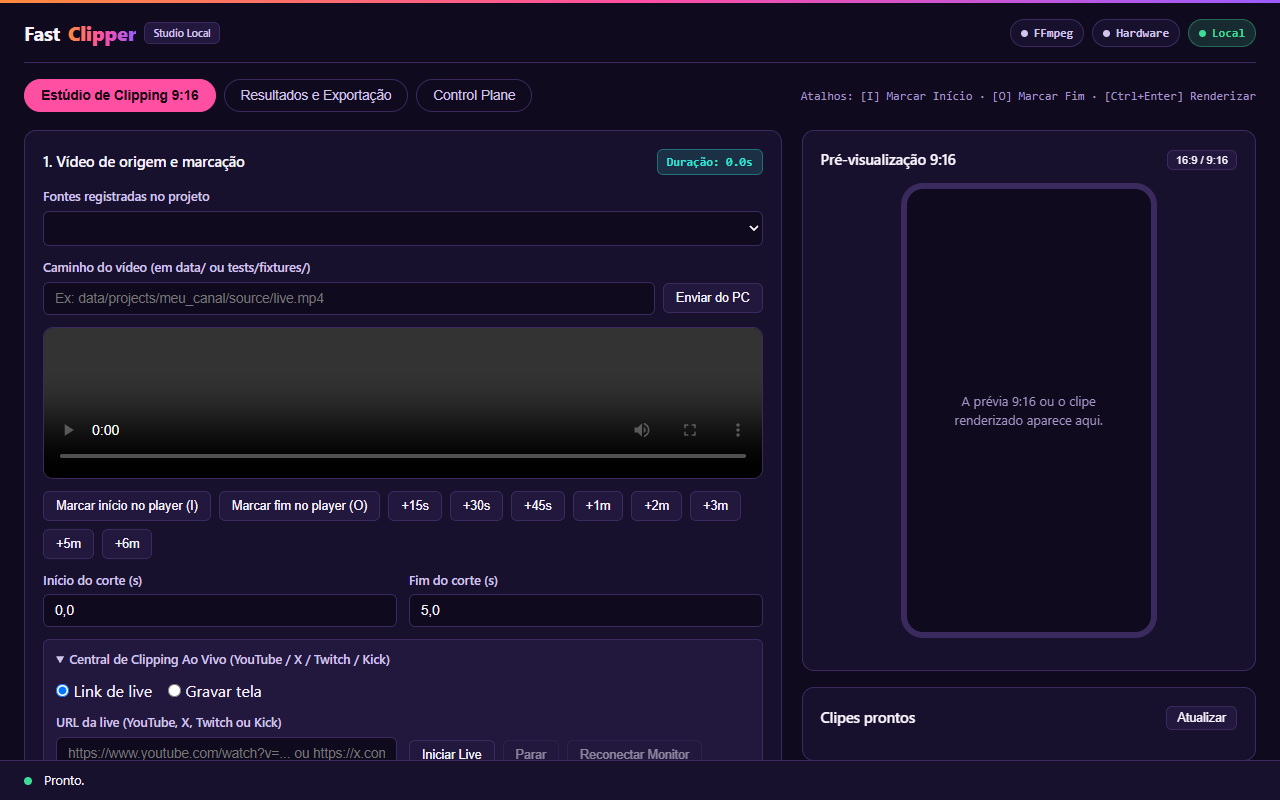 Fast Clipper Studio Local
FFmpeg Hardware Local
Estúdio de Clipping 9:16 Resultados e Exportação Control Plane
Atalhos: [I] Marcar Início · [O] Marcar Fim · [Ctrl+Enter] Renderizar
1. Vídeo de origem e marcação
Duração: 0.0s
Fontes registradas no projeto
Caminho do vídeo (em data/ ou tests/fixtures/)
Ex: data/projects/meu_canal/source/live.mp4
Enviar do PC
0:00
Marcar início no player (I) Marcar fim no player (O) +15s +30s +45s +1m +2m +3m
+5m +6m
Início do corte (s) Fim do corte (s)
0,0 5,0
▼ Central de Clipping Ao Vivo (YouTube / X / Twitch / Kick)
Link de live Gravar tela
URL da live (YouTube, X, Twitch ou Kick)
https://www.youtube.com/watch?v=... ou https://x.con
Iniciar Live Parar Reconectar Monitor
Pré-visualização 9:16
16:9 / 9:16
A prévia 9:16 ou o clipe
renderizado aparece aqui.
Clipes prontos
Atualizar
Pronto.